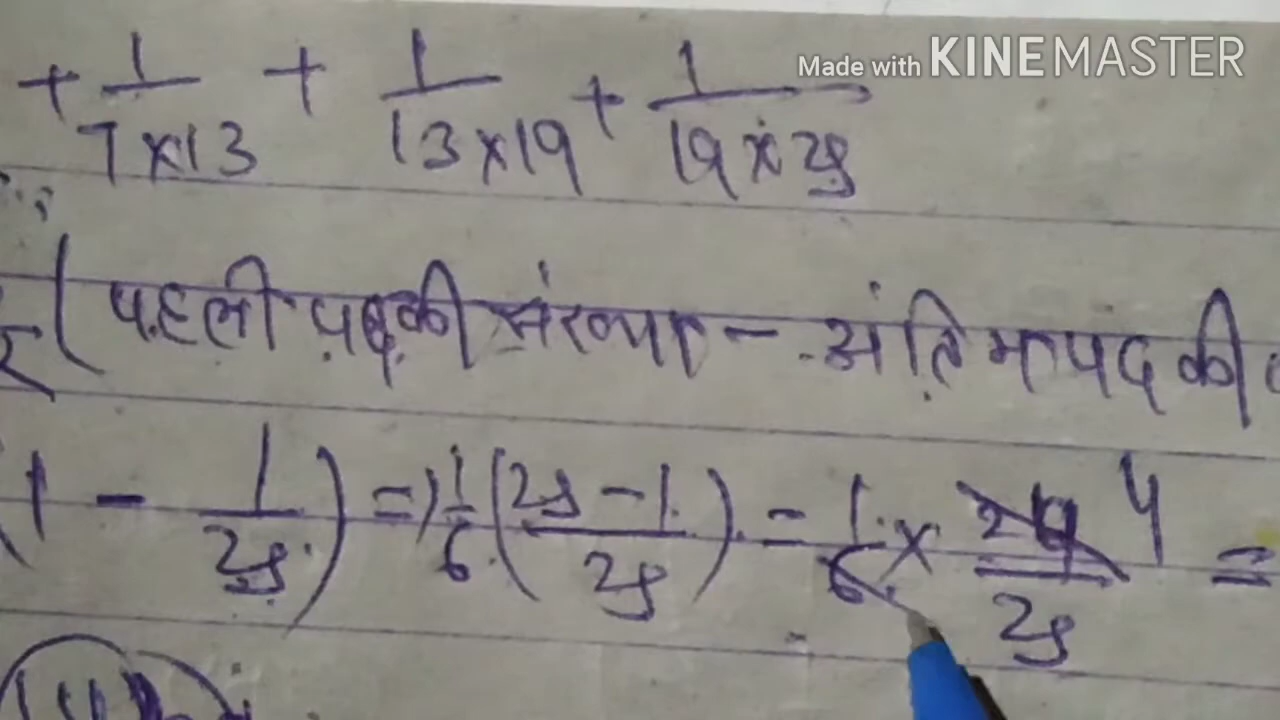 Made with KINEMASTER
+ 1/(7×13) + 1/(13×19) + 1/(19×25)
(पहली पद की संख्या - अंतिम पद की
(1 - 1/25) = 1/6 (25-1/25) = 1/6 × 24/25 4 =